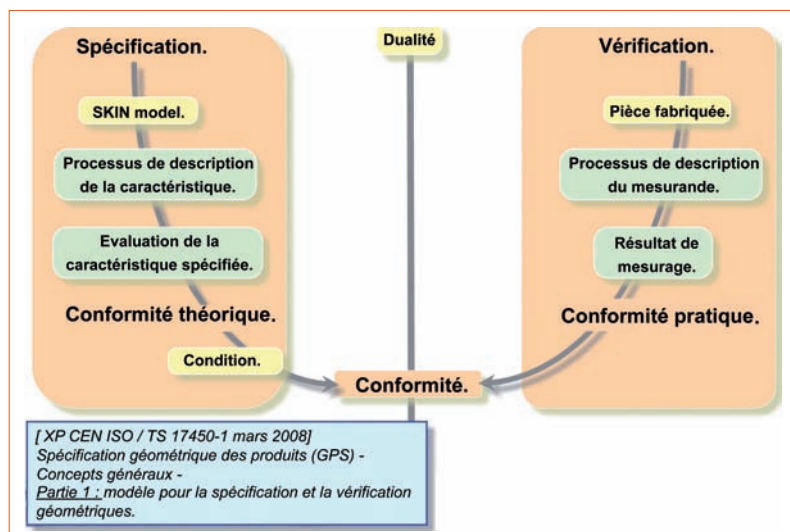 Spécification.
SKIN model.
Processus de description
de la caractéristique.
Evaluation de la
caractéristique spécifiée.
Conformité théorique.
Condition.
Dualité
Conformité.
Vérification.
Pièce fabriquée.
Processus de description
du mesurande.
Résultat de
mesurage.
Conformité pratique.
[ XP CEN ISO / TS 17450-1 mars 2008]
Spécification géométrique des produits (GPS) -
Concepts généraux -
Partie 1 : modèle pour la spécification et la vérification
géométriques.